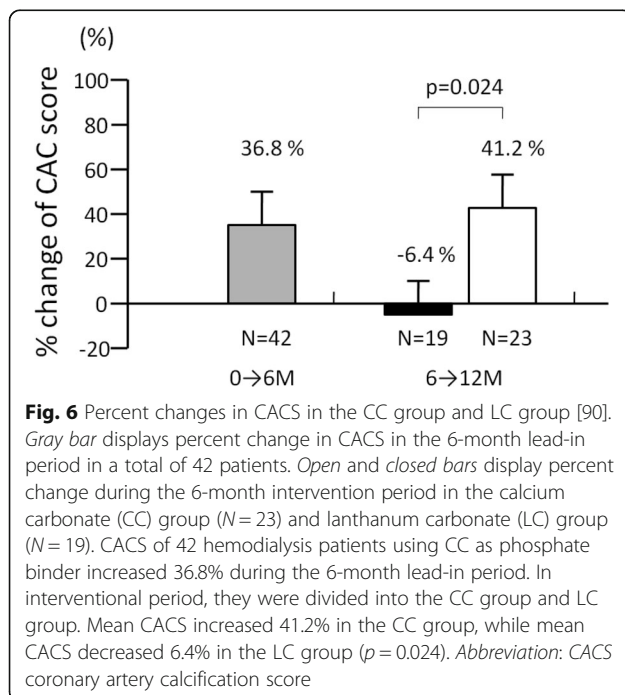 (%)
100
80
60
40
20
0
-20
% change of CAC score
p=0.024
36.8 %
41.2 %
-6.4 %
N=42
N=19
N=23
0→6M
6→12M
Fig. 6 Percent changes in CACS in the CC group and LC group [90].
Gray bar displays percent change in CACS in the 6-month lead-in
period in a total of 42 patients. Open and closed bars display percent
change during the 6-month intervention period in the calcium
carbonate (CC) group (N = 23) and lanthanum carbonate (LC) group
(N = 19). CACS of 42 hemodialysis patients using CC as phosphate
binder increased 36.8% during the 6-month lead-in period. In
interventional period, they were divided into the CC group and LC
group. Mean CACS increased 41.2% in the CC group, while mean
CACS decreased 6.4% in the LC group (p = 0.024). Abbreviation: CACS
coronary artery calcification score